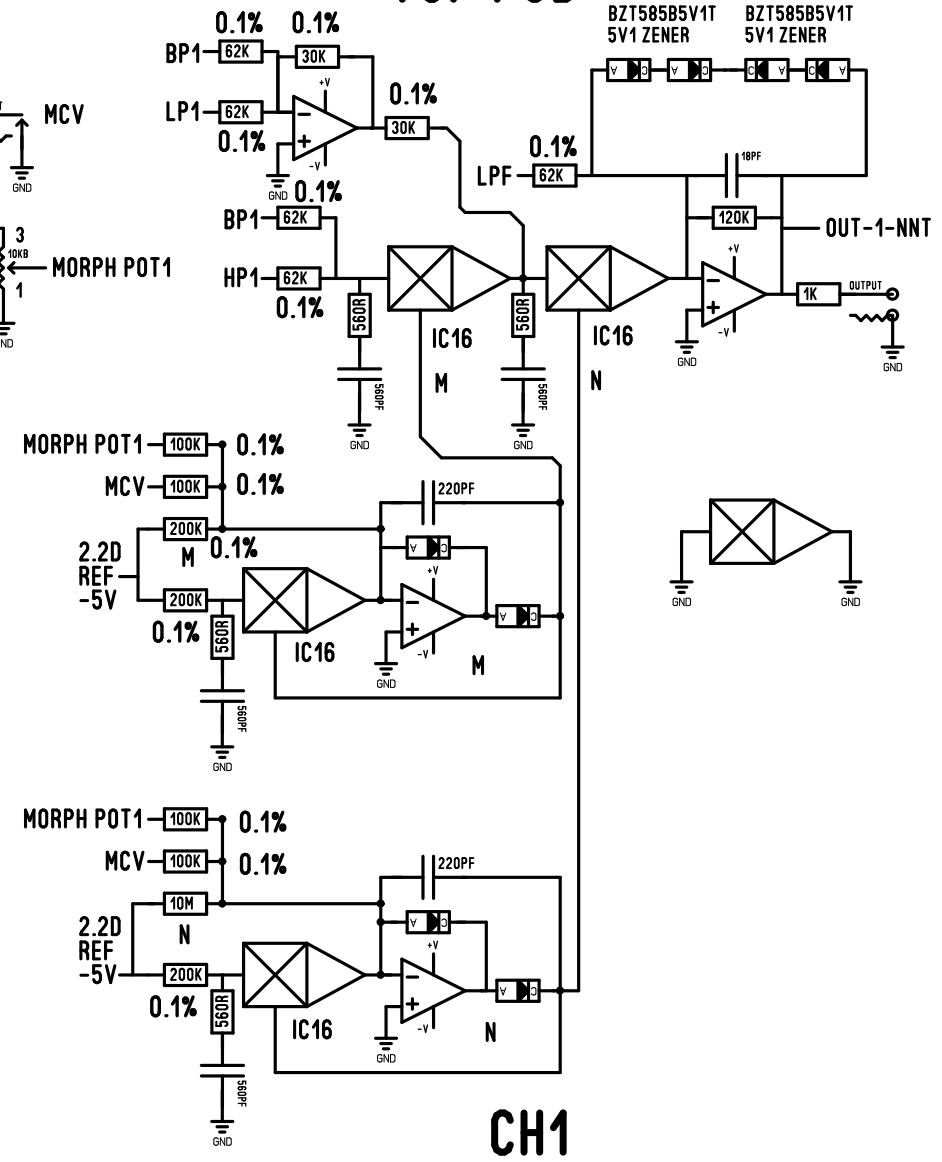 BZT585B5V1T
5V1 ZENER
BZT585B5V1T
5V1 ZENER
A C A C C A C A
0.1% 0.1%
BP1 62K 30K
+V
LP1 62K
0.1%
-V
GND
0.1%
30K
MCV
GND
0.1%
LPF 62K
18PF
120K
OUT-1-NNT
0.1%
BP1 62K
HP1 62K
0.1%
3
10KB
1
MORPH POT1
ND
560R
560PF
GND
IC16
M
560R
560PF
GND
IC16
N
+V
-V
GND
1K
OUTPUT
GND
MORPH POT1 100K 0.1%
MCV 100K 0.1%
200K 0.1%
M
2.2D
REF
-5V
200K
0.1%
560R
560PF
GND
IC16
220PF
A C
+V
-V
GND
A C
M
GND
GND
MORPH POT1 100K 0.1%
MCV 100K 0.1%
10M
N
2.2D
REF
-5V
200K
0.1%
560R
560PF
GND
IC16
220PF
A C
+V
-V
GND
A C
N
CH1